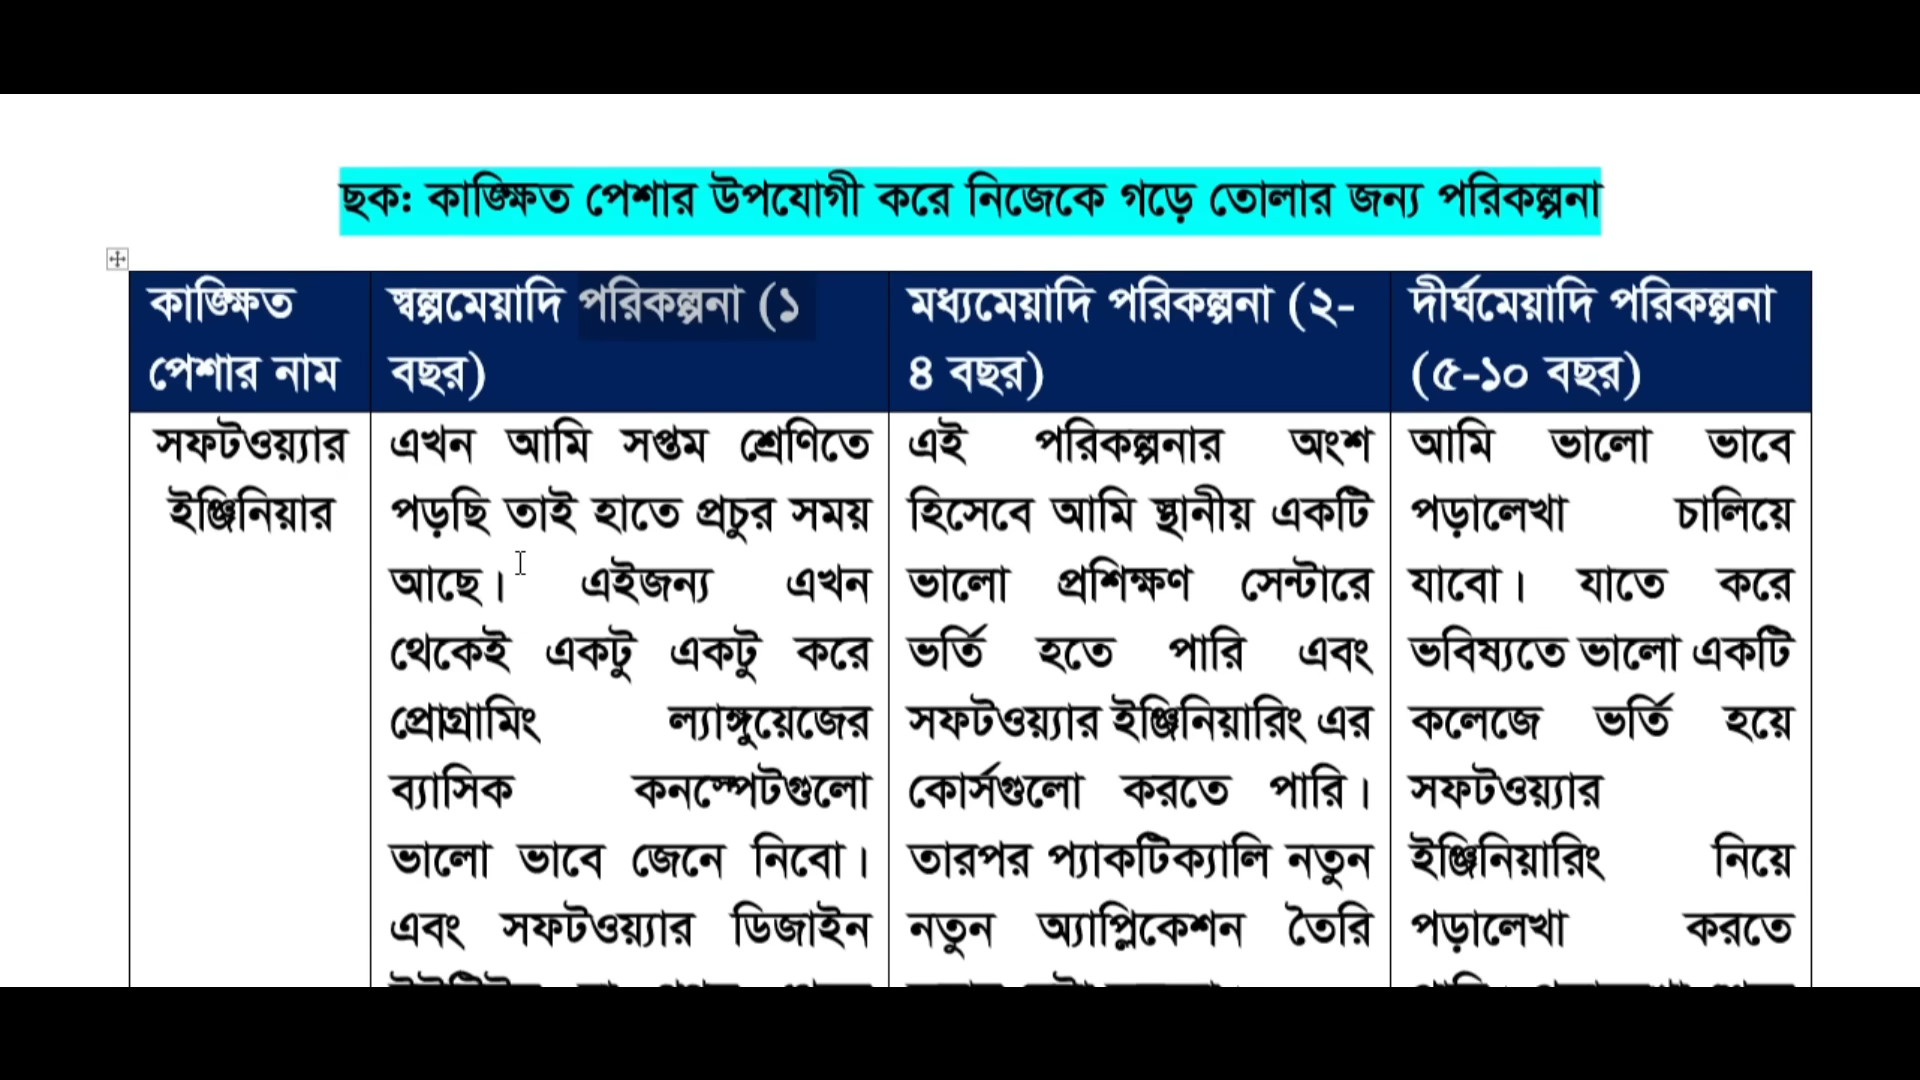 ছক: কাঙ্ক্ষিত পেশার উপযোগী করে নিজেকে গড়ে তোলার জন্য পরিকল্পনা
কাঙ্ক্ষিত
পেশার নাম
স্বল্পমেয়াদি পরিকল্পনা (১
বছর)
মধ্যমেয়াদি পরিকল্পনা (২-
৪ বছর)
দীর্ঘমেয়াদি পরিকল্পনা
(৫-১০ বছর)
সফটওয়্যার
ইঞ্জিনিয়ার
এখন আমি সপ্তম শ্রেণিতে
পড়ছি তাই হাতে প্রচুর সময়
আছে। এইজন্য এখন
থেকেই একটু একটু করে
প্রোগ্রামিং ল্যাঙ্গুয়েজের
ব্যাসিক কনস্পেটগুলো
ভালো ভাবে জেনে নিবো।
এবং সফটওয়্যার ডিজাইন
এই পরিকল্পনার অংশ
হিসেবে আমি স্থানীয় একটি
ভালো প্রশিক্ষণ সেন্টারে
ভর্তি হতে পারি এবং
সফটওয়্যার ইঞ্জিনিয়ারিং এর
কোর্সগুলো করতে পারি।
তারপর প্যাকটিক্যালি নতুন
নতুন অ্যাপ্লিকেশন তৈরি
আমি ভালো ভাবে
পড়ালেখা চালিয়ে
যাবো। যাতে করে
ভবিষ্যতে ভালো একটি
কলেজে ভর্তি হয়ে
সফটওয়্যার
ইঞ্জিনিয়ারিং নিয়ে
পড়ালেখা করতে